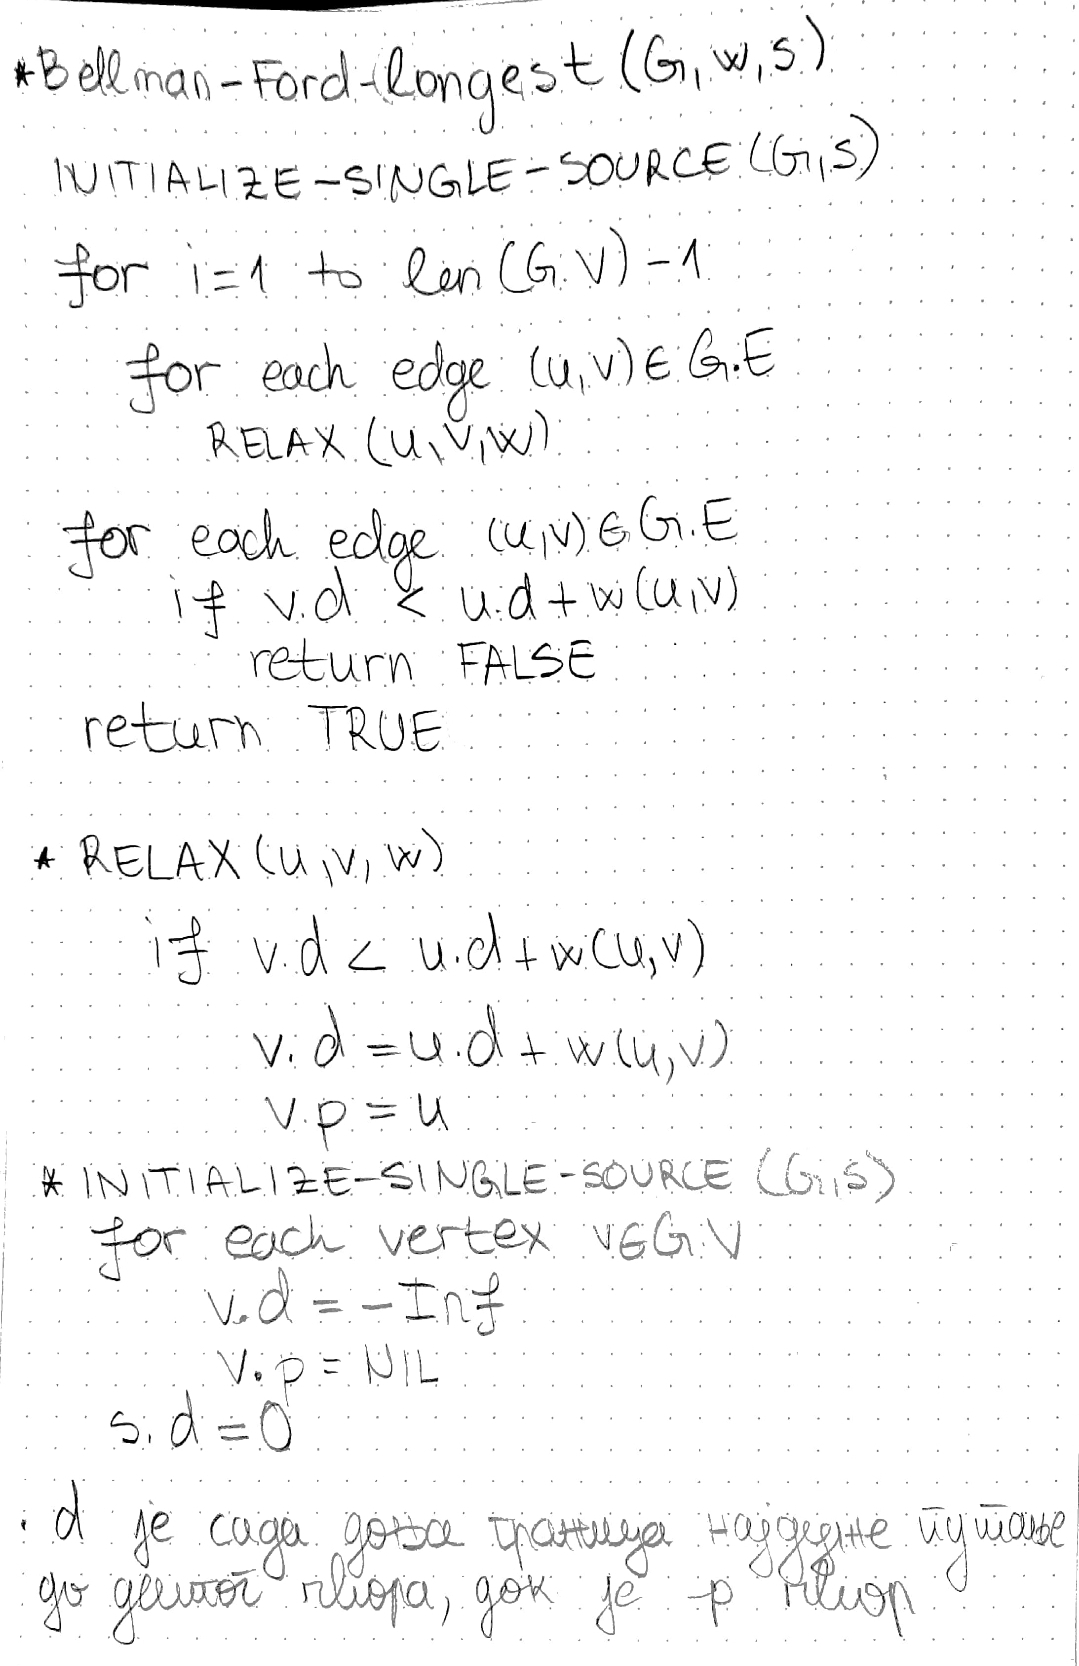 *Bellman-Ford-longest (G, w, s)
INITIALIZE-SINGLE-SOURCE (G, s)
for i=1 to len (G.V) -1
for each edge (u, v) ∈ G.E
RELAX (u, v, w)
for each edge (u, v) ∈ G.E
if v.d < u.d + w(u, v)
return FALSE
return TRUE
* RELAX (u, v, w)
if v.d < u.d + w(u, v)
v.d = u.d + w(u, v)
v.p = u
* INITIALIZE-SINGLE-SOURCE (G, s)
for each vertex v∈G.V
v.d = -Inf
v.p = NIL
s.d = 0
. d је сада доња граница најдуже путање
до датог чвора, док је p чвор